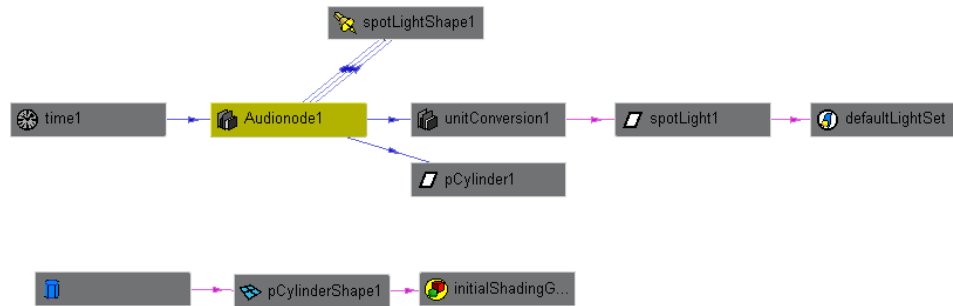 spotLightShape1
time1
Audionode1
unitConversion1
spotLight1
defaultLightSet
pCylinder1
pCylinderShape1
initialShadingG...